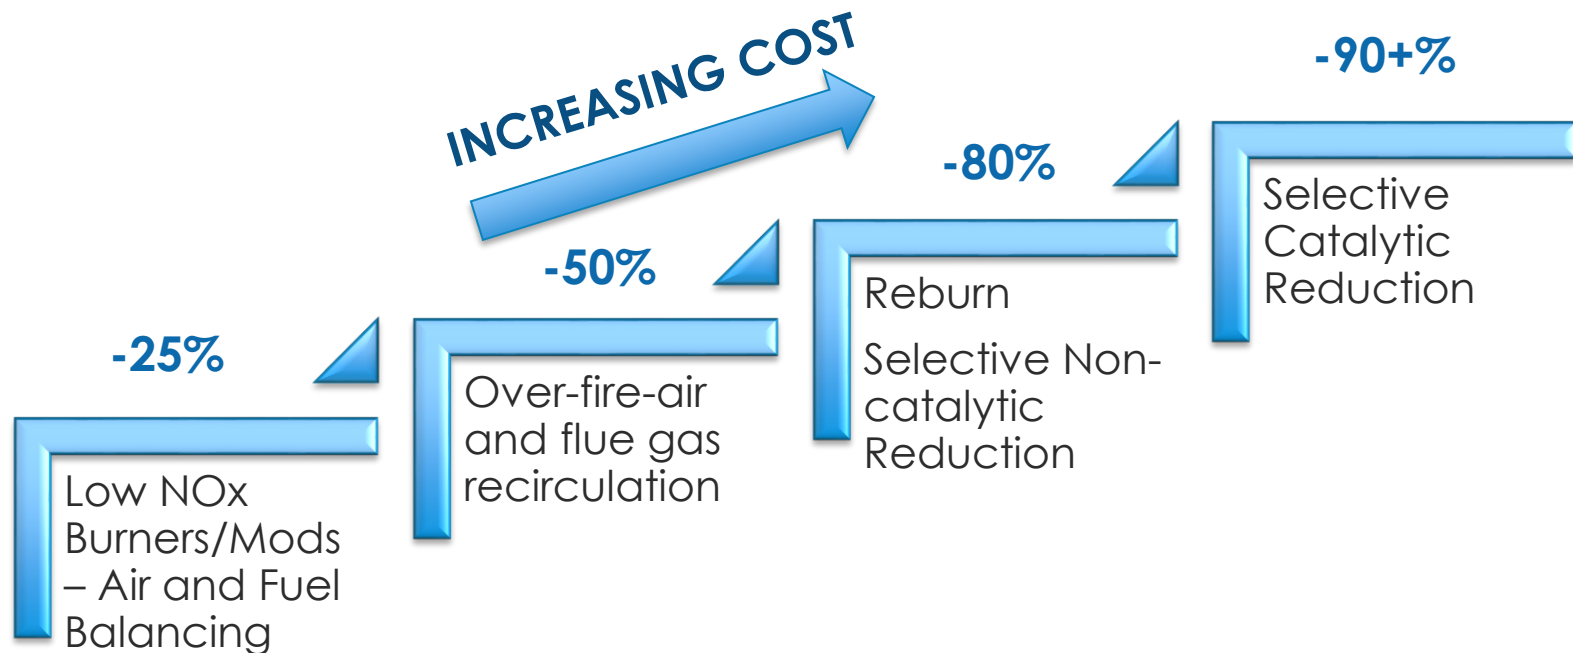 INCREASING COST
-25%
Low NOx
Burners/Mods
– Air and Fuel
Balancing
-50%
Over-fire-air
and flue gas
recirculation
-80%
Reburn
Selective Non-
catalytic
Reduction
-90+%
Selective
Catalytic
Reduction